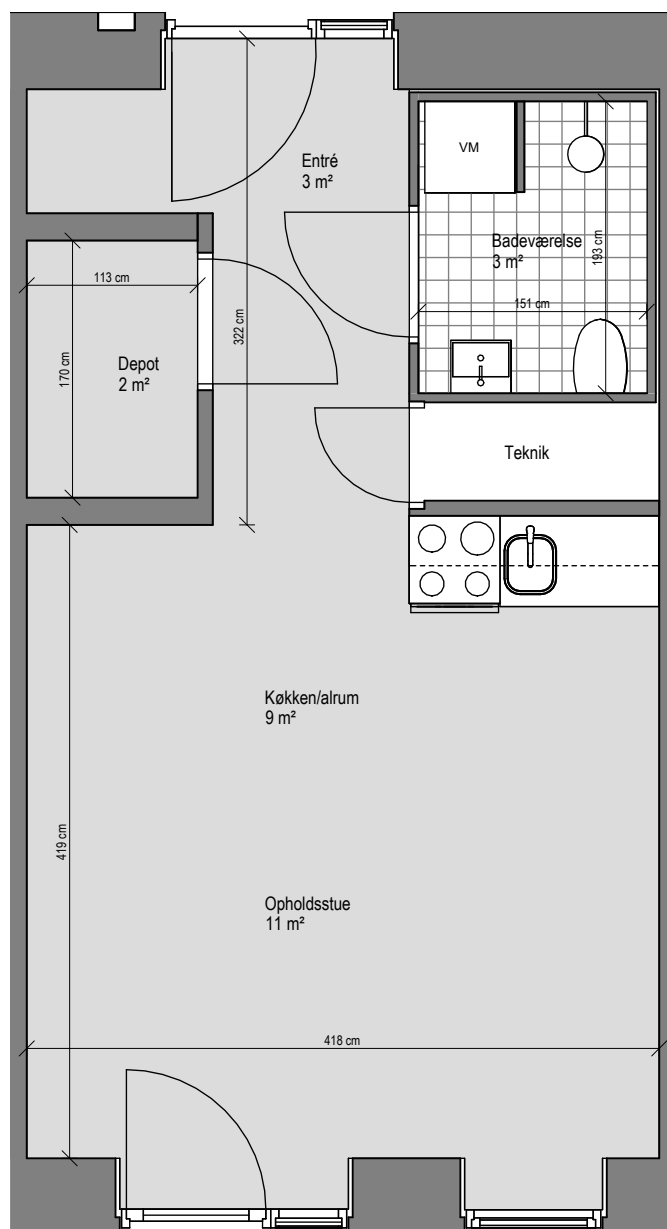 Entré
3 m²
VM
Badeværelse
3 m²
193 cm
151 cm
113 cm
322 cm
170 cm
Depot
2 m²
Teknik
Køkken/alrum
9 m²
419 cm
Opholdsstue
11 m²
418 cm